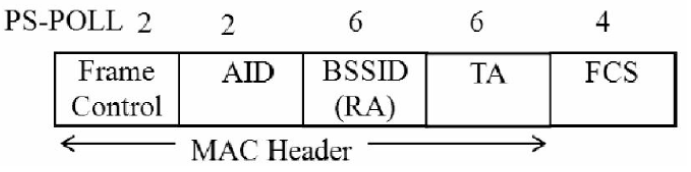 PS-POLL 2 2 6 6 4
Frame Control AID BSSID (RA) TA FCS
MAC Header